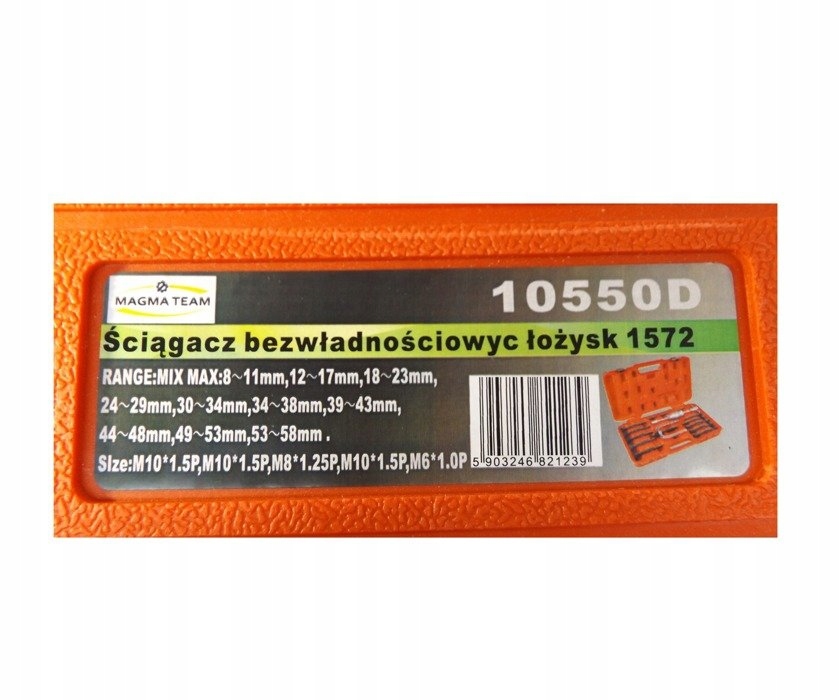 MAGMA TEAM
10550D
Ściągacz bezwładnościowyc łożysk 1572
RANGE:MIX MAX:8~11mm,12~17mm,18~23mm,
24~29mm,30~34mm,34~38mm,39~43mm,
44~48mm,49~53mm,53~58mm .
SIze:M10*1.5P,M10*1.5P,M8*1.25P,M10*1.5P,M6*1.0P
5 903246 821239